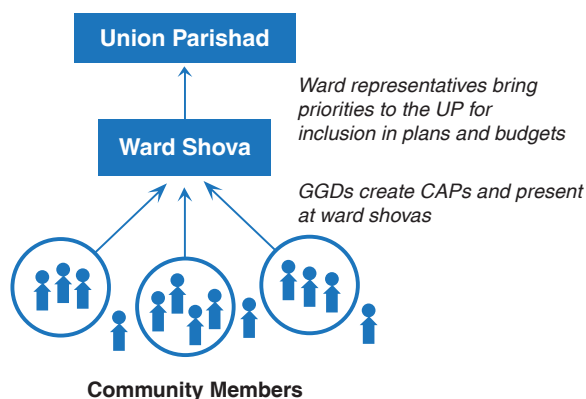 Union Parishad
Ward representatives bring
priorities to the UP for
inclusion in plans and budgets
Ward Shova
GGDs create CAPs and present
at ward shovas
Community Members